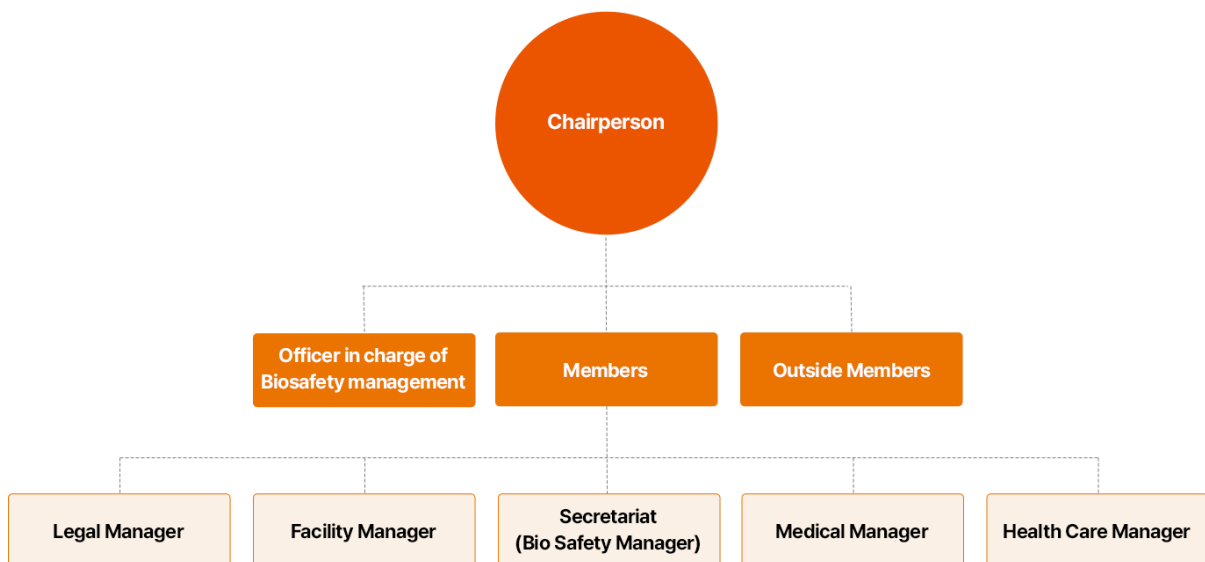 Chairperson
Officer in charge of
Biosafety management
Members
Outside Members
Legal Manager
Facility Manager
Secretariat
(Bio Safety Manager)
Medical Manager
Health Care Manager